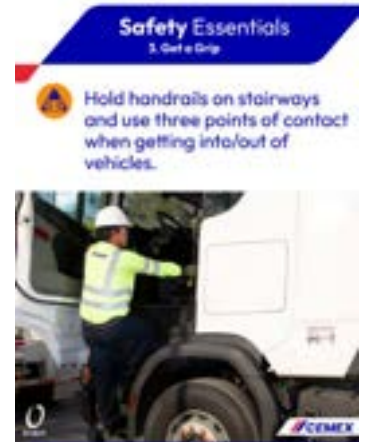 Safety Essentials
3. Get a Grip
Hold handrails on stairways
and use three points of contact
when getting into/out of
vehicles.
CEMEX